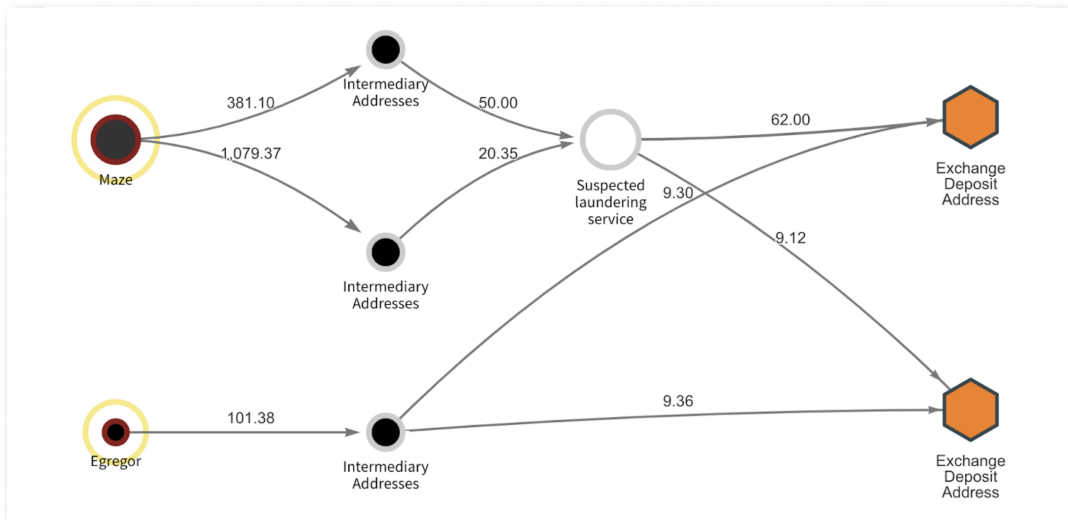 Intermediary
Addresses
381.10
50.00
62.00
1,079.37
20.35
Maze
Suspected
laundering
service
Exchange
Deposit
Address
9.30
9.12
Intermediary
Addresses
101.38
9.36
Egregor
Intermediary
Addresses
Exchange
Deposit
Address